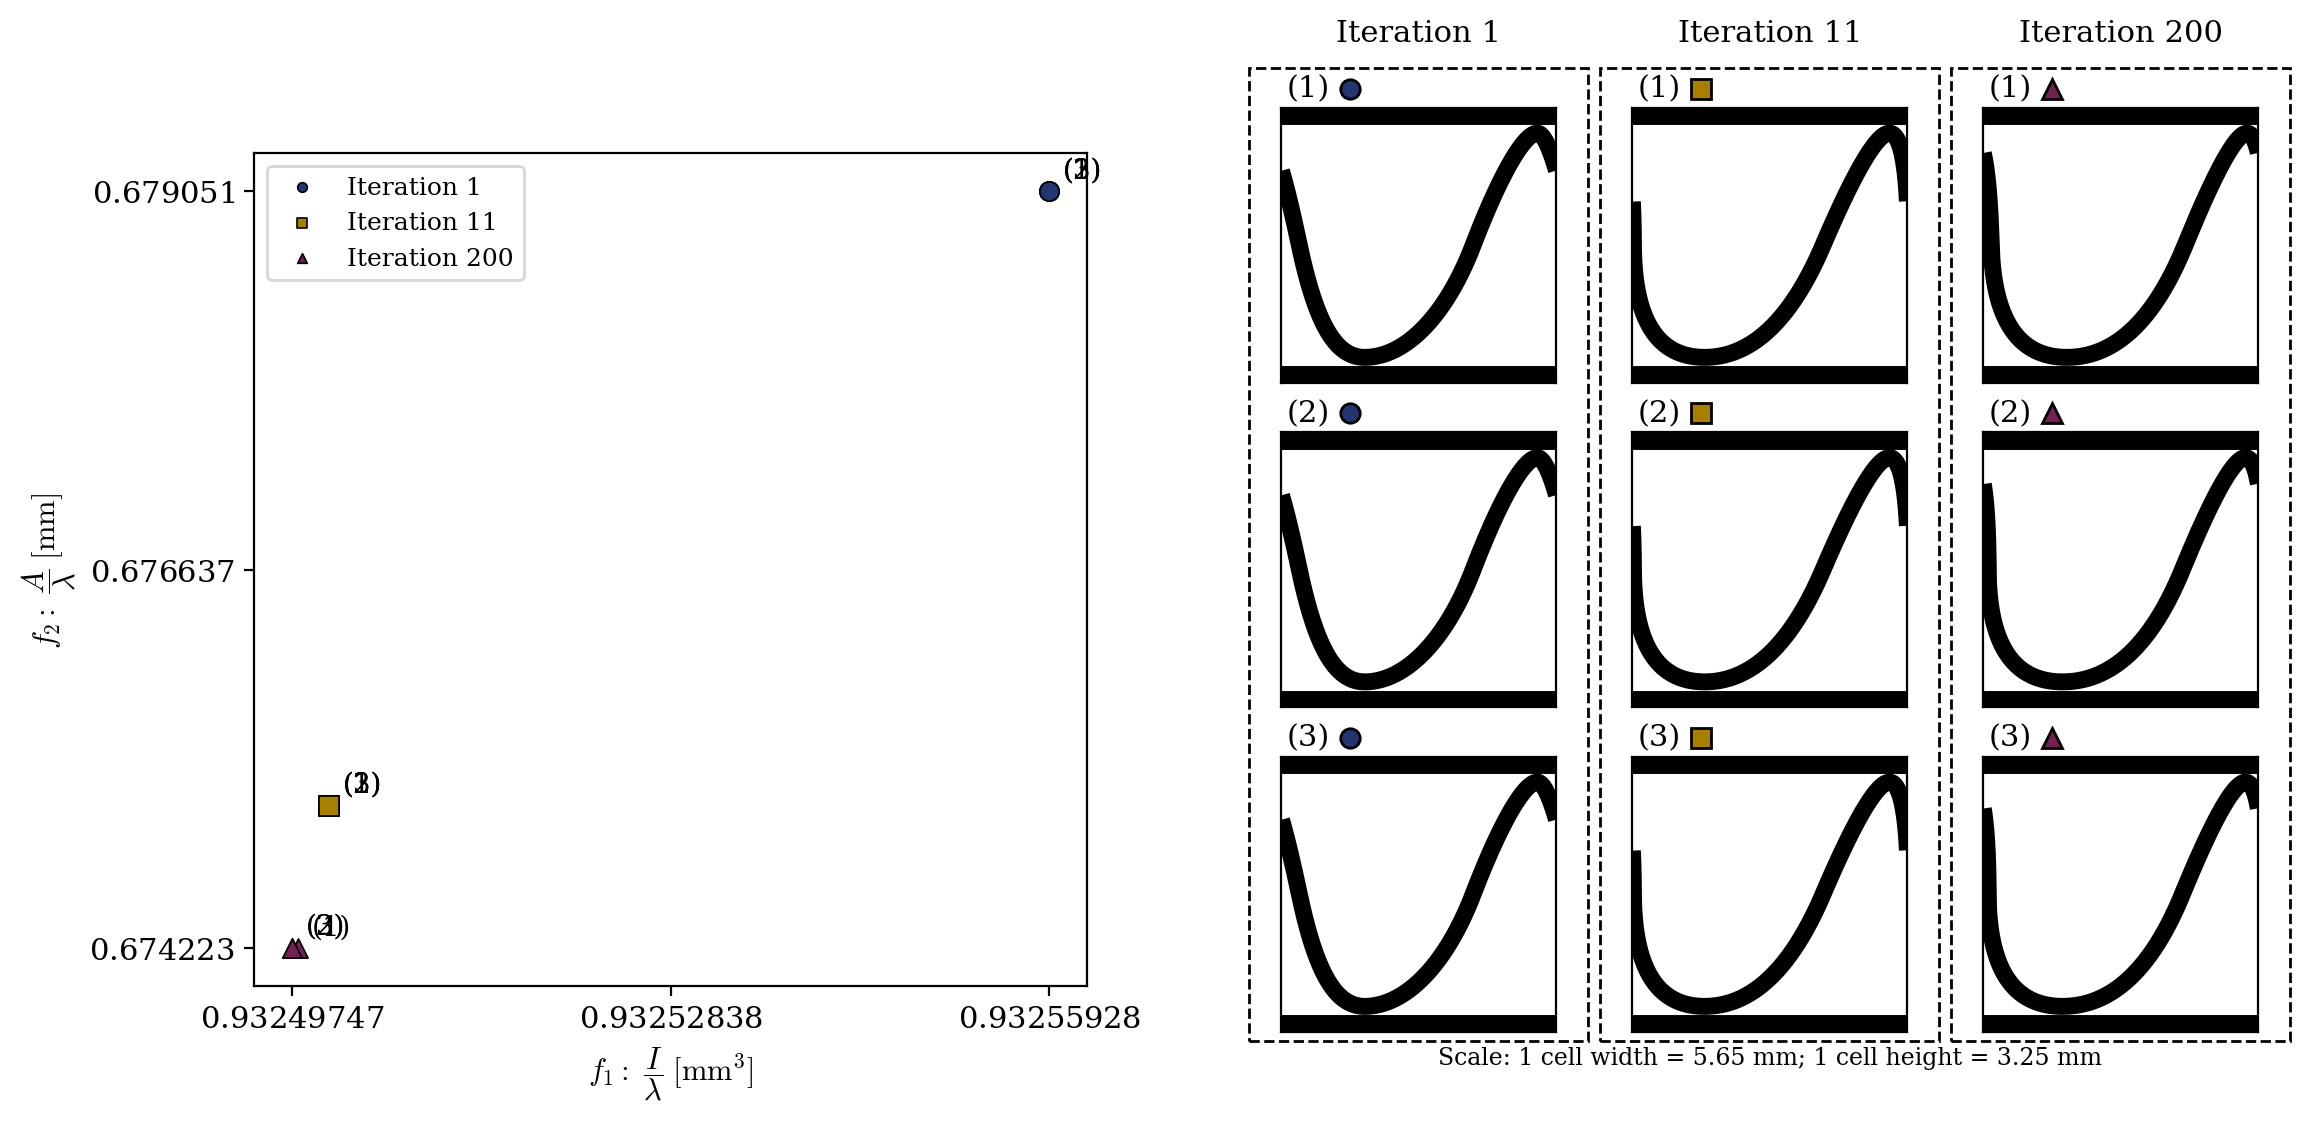 Iteration 1
Iteration 11
Iteration 200
0.679051
0.676637
0.674223
0.93249747
0.93252838
0.93255928
f₂ : A/λ [mm]
f₁ : I/λ [mm³]
Iteration 1 Iteration 11 Iteration 200
(1) (1) (1)
(2) (2) (2)
(3) (3) (3)
Scale: 1 cell width = 5.65 mm; 1 cell height = 3.25 mm